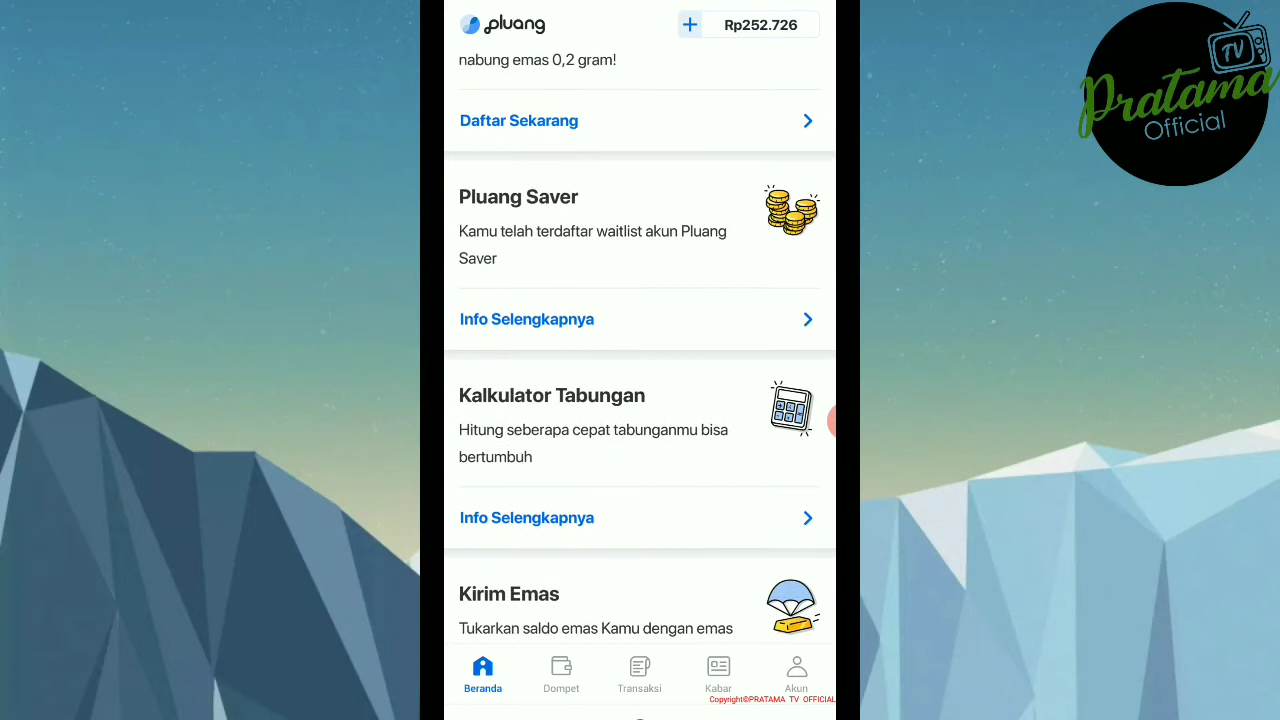 pluang
+ Rp252.726
nabung emas 0,2 gram!
Daftar Sekarang
Pluang Saver
Kamu telah terdaftar waitlist akun Pluang
Saver
Info Selengkapnya
Kalkulator Tabungan
Hitung seberapa cepat tabunganmu bisa
bertumbuh
Info Selengkapnya
Kirim Emas
Tukarkan saldo emas Kamu dengan emas
Beranda Dompet Transaksi Kabar Akun
Copyright©PRATAMA TV OFFICIAL
TV
Pratama
Official